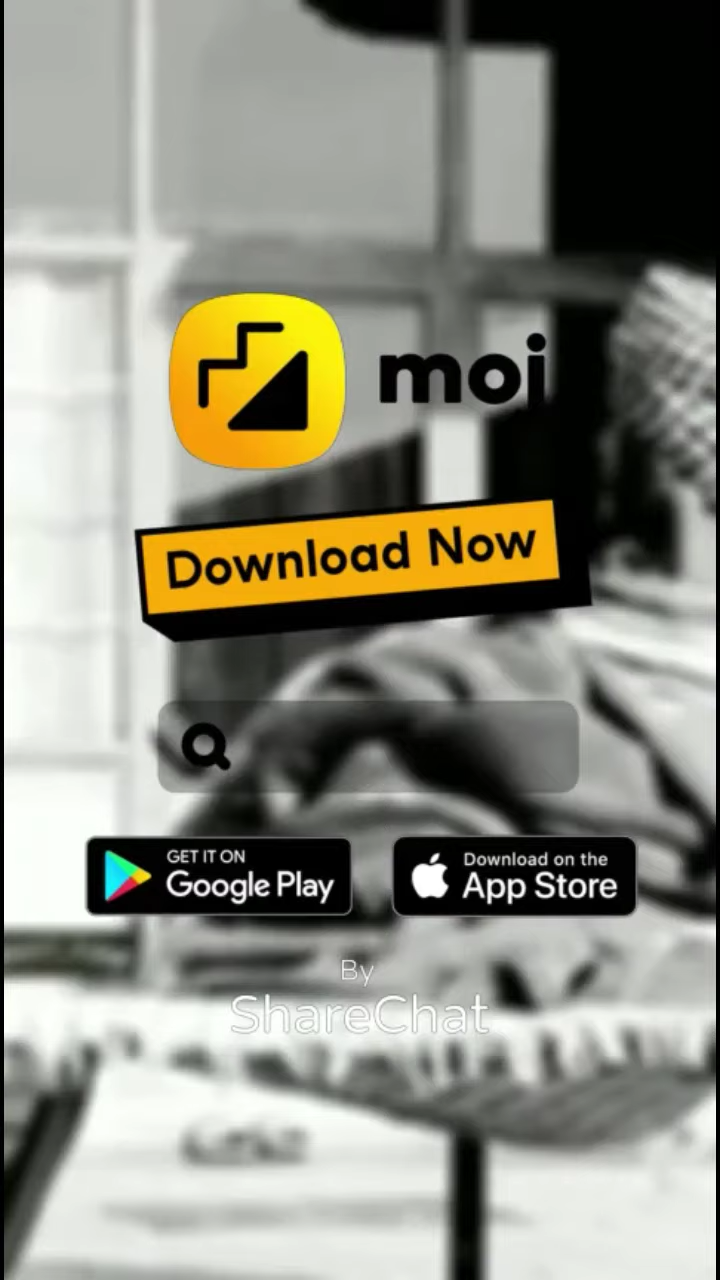 moj
Download Now
GET IT ON
Google Play
Download on the
App Store
By
ShareChat